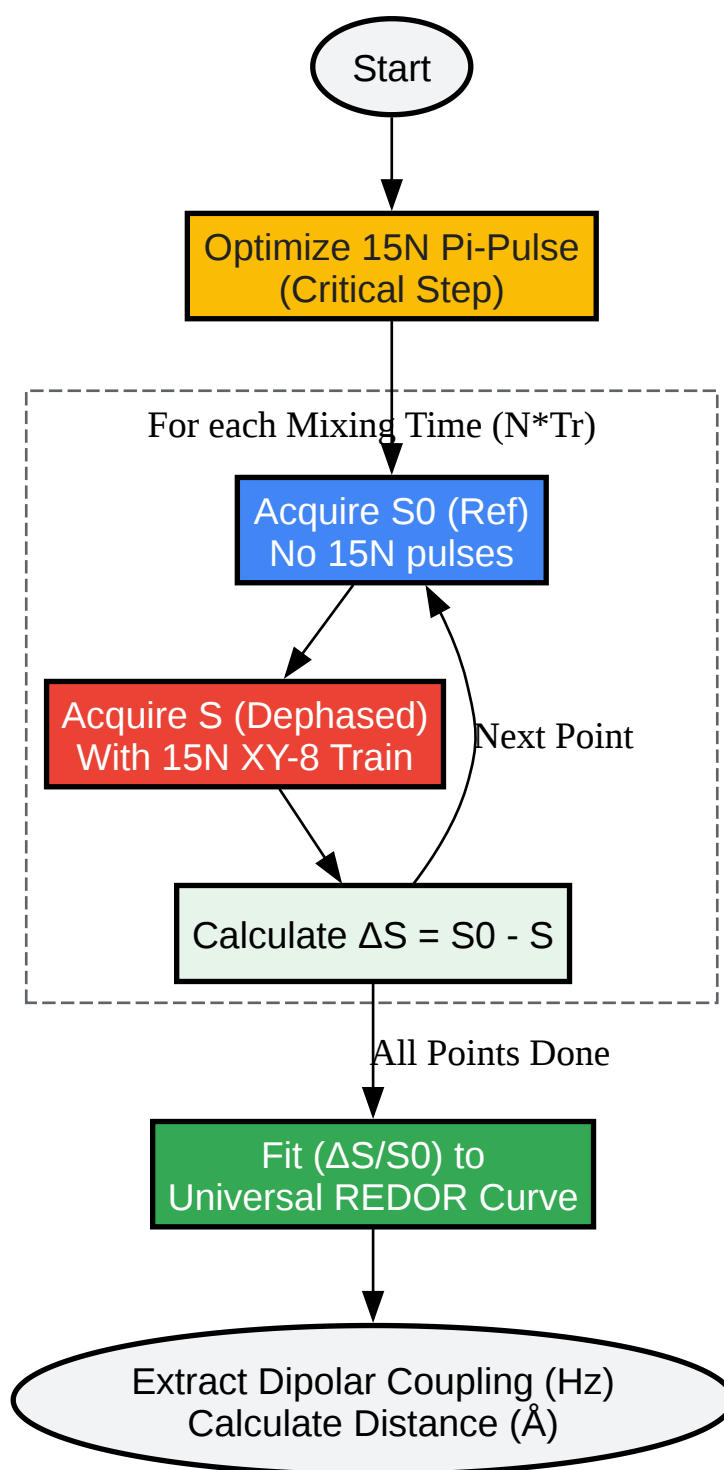 Start
Optimize 15N Pi-Pulse
(Critical Step)
For each Mixing Time (N*Tr)
Acquire S0 (Ref)
No 15N pulses
Acquire S (Dephased)
With 15N XY-8 Train
Next Point
Calculate ΔS = S0 - S
All Points Done
Fit (ΔS/S0) to
Universal REDOR Curve
Extract Dipolar Coupling (Hz)
Calculate Distance (Å)